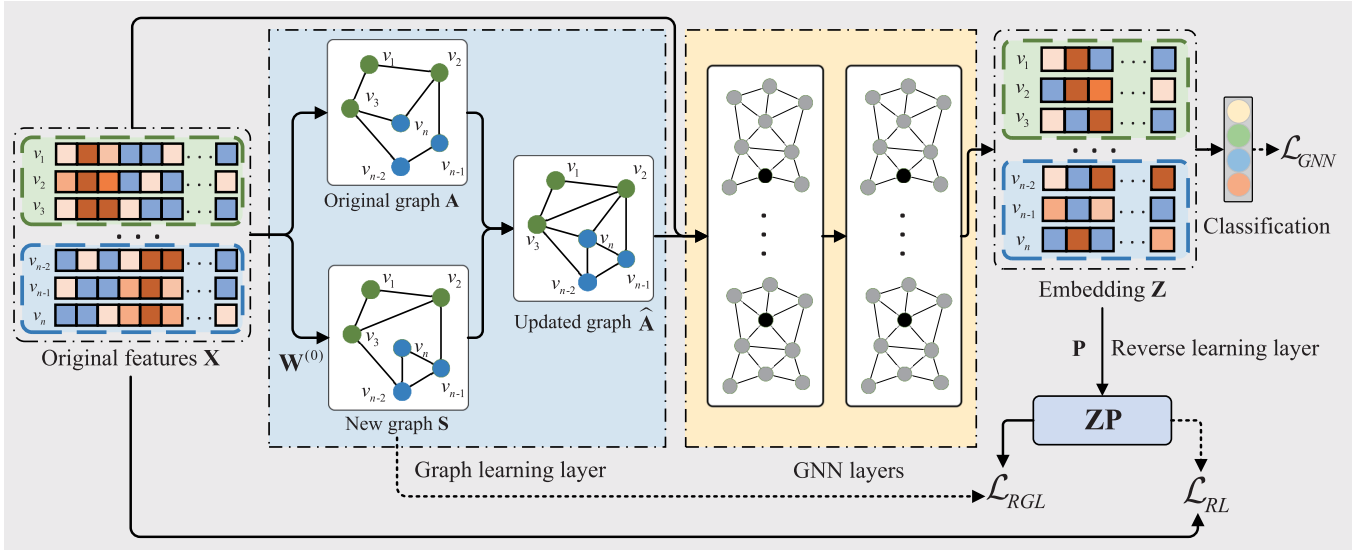 v1
v2
v3
...
...
...
...
vn-2
vn-1
vn
...
...
...
Original features X
W(0)
v1
v2
v3
vn
vn-2
vn-1
Original graph A
v1
v2
v3
vn
vn-2
vn-1
New graph S
v1
v2
v3
vn
vn-2
vn-1
Updated graph Â
Graph learning layer
GNN layers
v1
v2
v3
...
...
...
...
vn-2
vn-1
vn
...
...
...
Embedding Z
ℒGNN
Classification
P
Reverse learning layer
ZP
ℒRGL
ℒRL